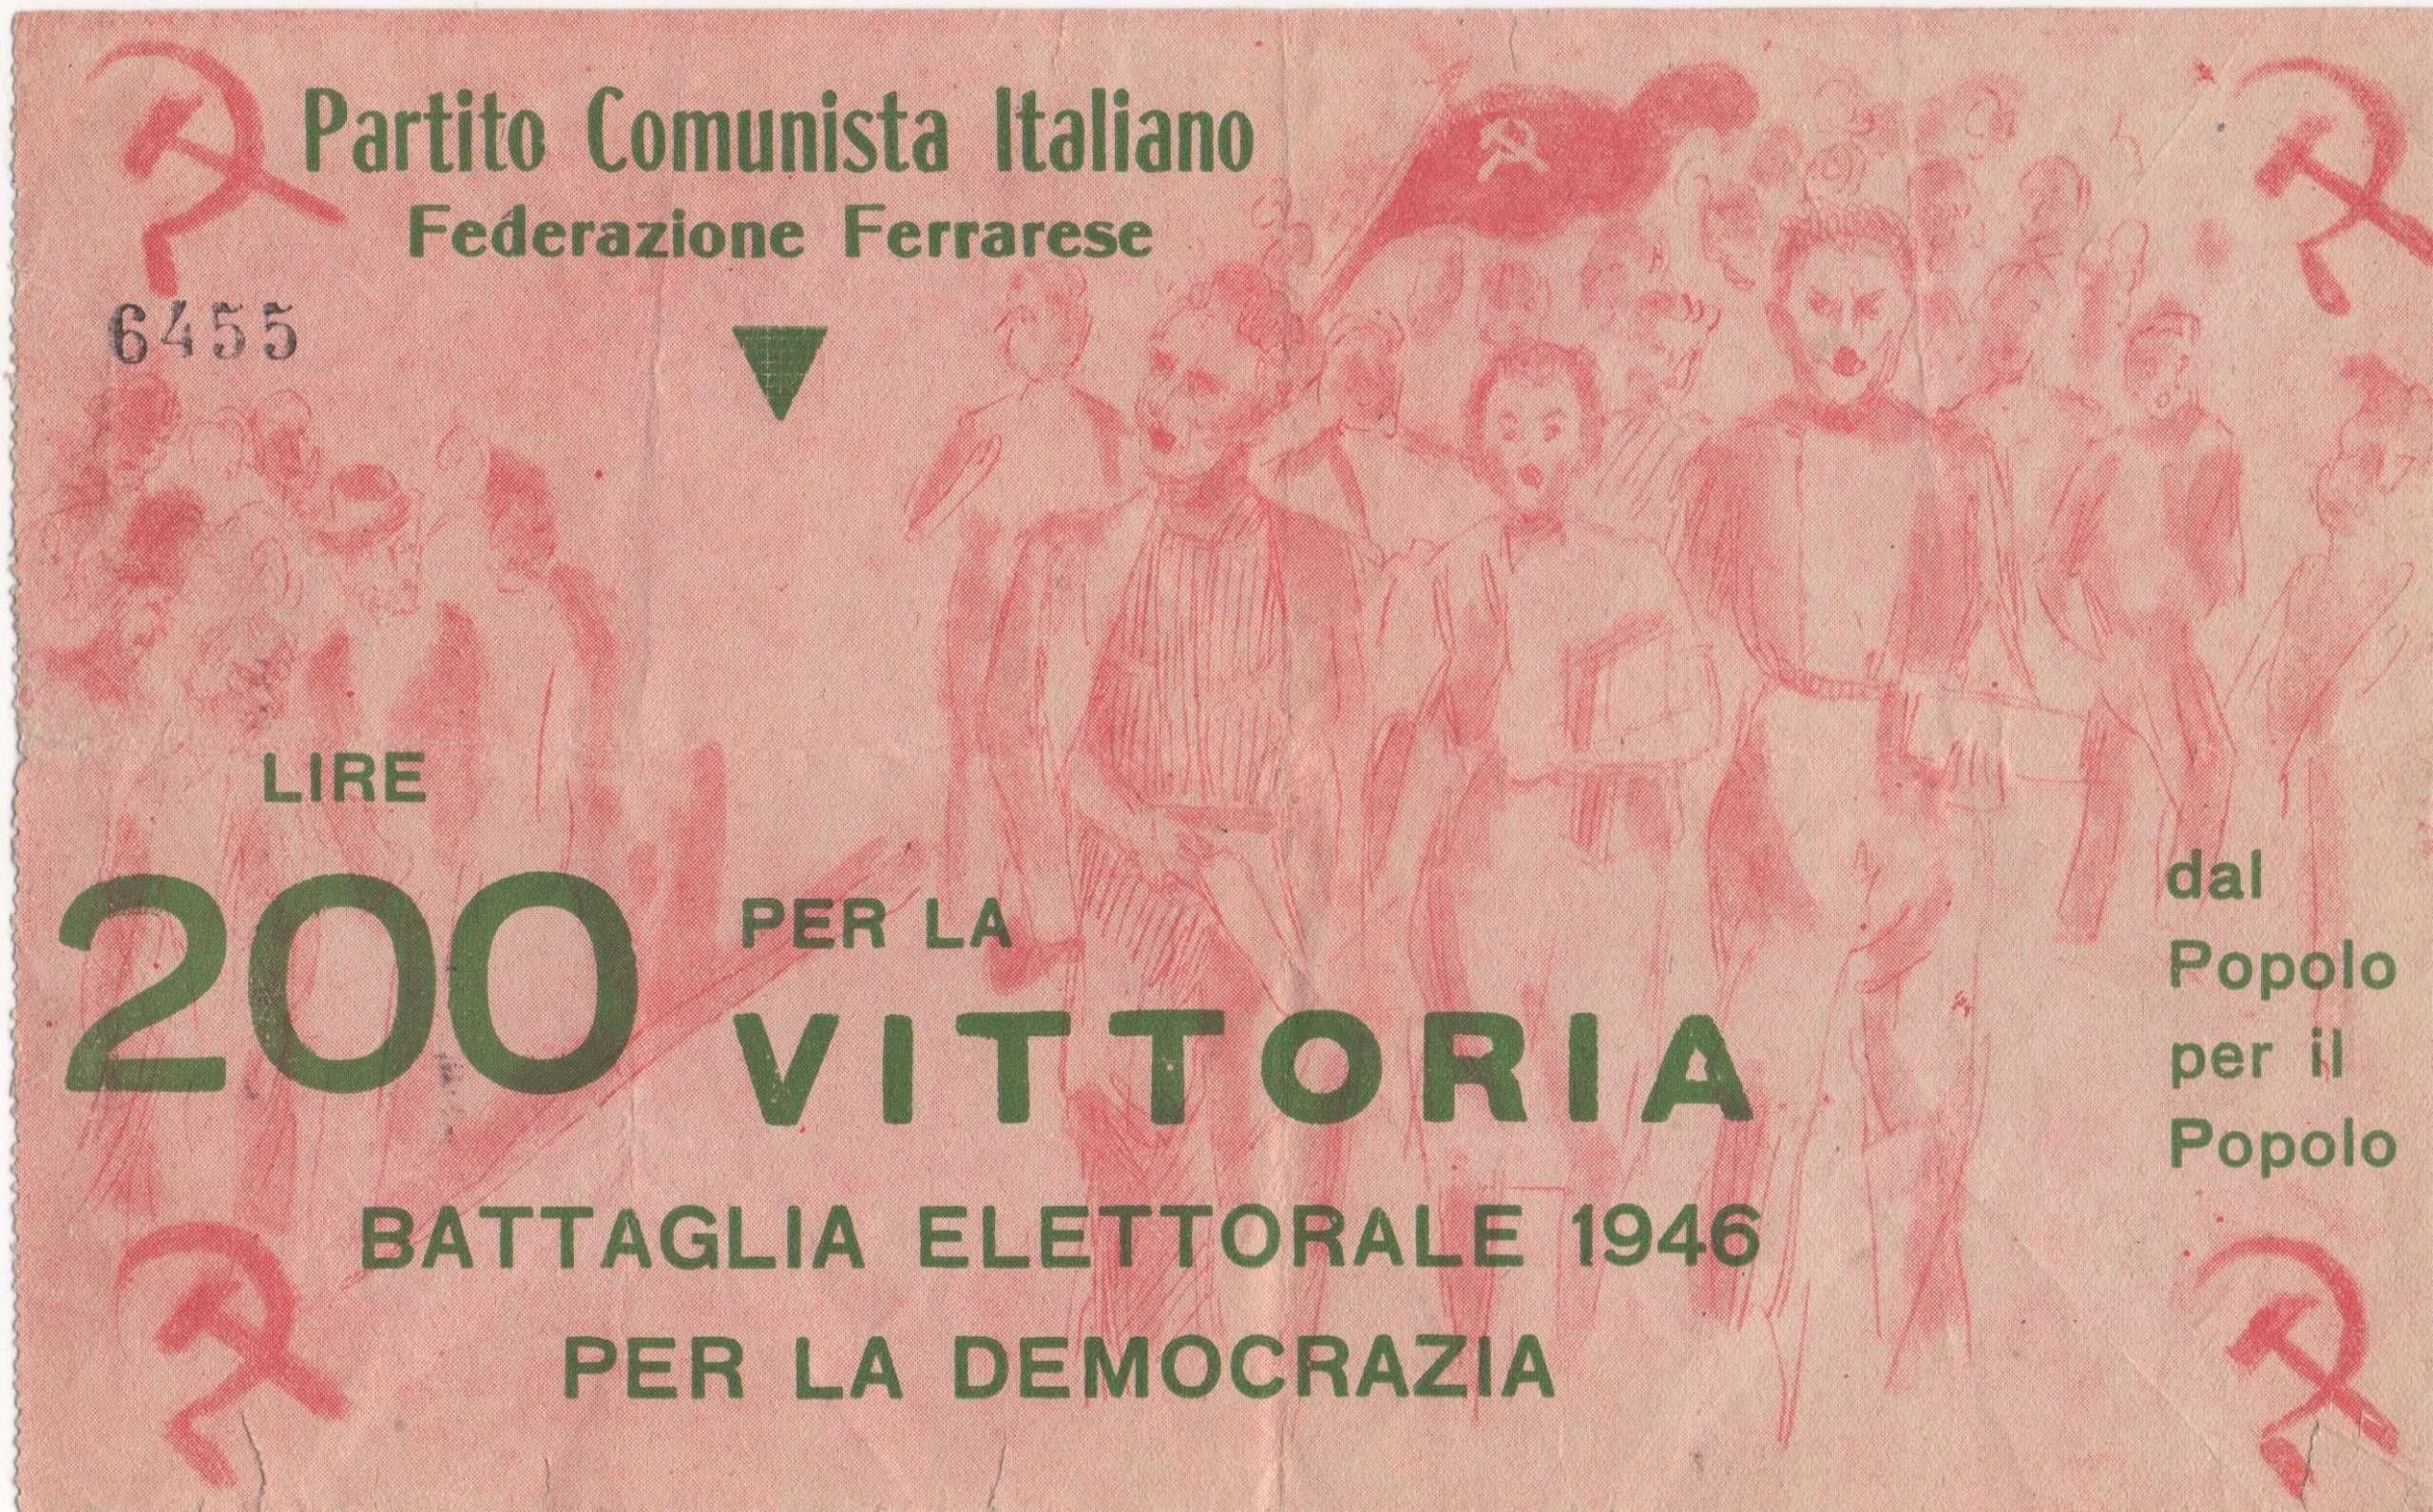 Partito Comunista Italiano
Federazione Ferrarese
6455
LIRE
200
PER LA
VITTORIA
BATTAGLIA ELETTORALE 1946
PER LA DEMOCRAZIA
dal
Popolo
per il
Popolo